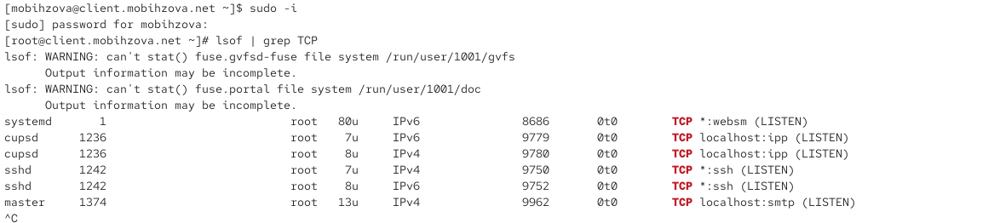 [mobihzova@client.mobihzova.net ~]$ sudo -i
[sudo] password for mobihzova:
[root@client.mobihzova.net ~]# lsof | grep TCP
lsof: WARNING: can't stat() fuse.gvfsd-fuse file system /run/user/1001/gvfs
      Output information may be incomplete.
lsof: WARNING: can't stat() fuse.portal file system /run/user/1001/doc
      Output information may be incomplete.
systemd       1                           root   80u     IPv6               8686       0t0        TCP *:websm (LISTEN)
cupsd      1236                           root    7u     IPv6               9779       0t0        TCP localhost:ipp (LISTEN)
cupsd      1236                           root    8u     IPv4               9780       0t0        TCP localhost:ipp (LISTEN)
sshd       1242                           root    7u     IPv4               9750       0t0        TCP *:ssh (LISTEN)
sshd       1242                           root    8u     IPv6               9752       0t0        TCP *:ssh (LISTEN)
master     1374                           root   13u     IPv4               9962       0t0        TCP localhost:smtp (LISTEN)
^C